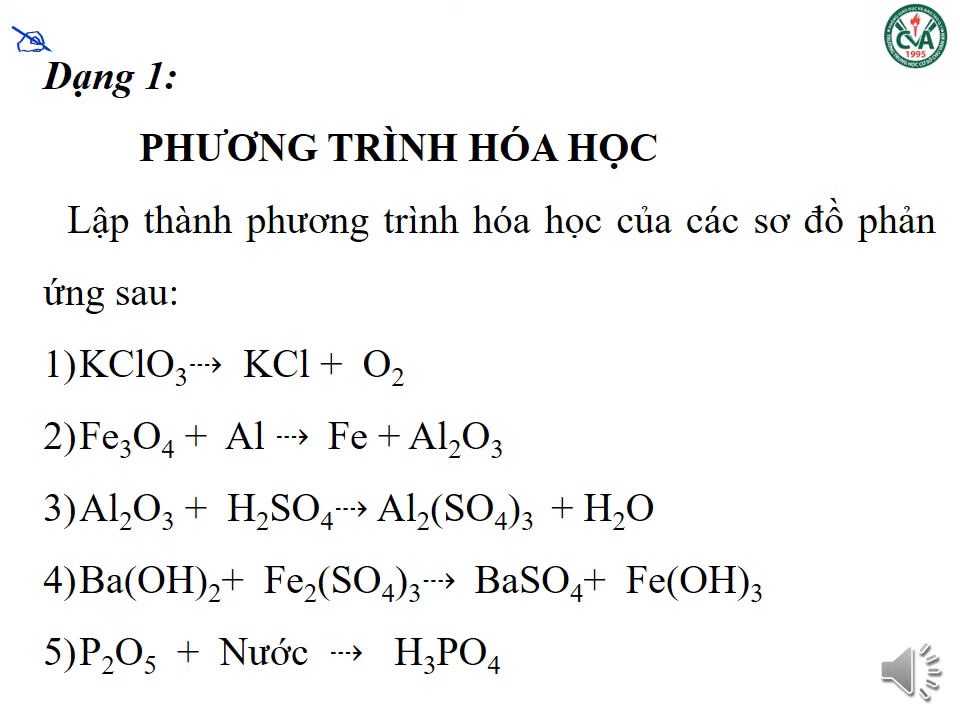 Dạng 1:
PHƯƠNG TRÌNH HÓA HỌC
Lập thành phương trình hóa học của các sơ đồ phản
ứng sau:
1) KClO₃ ⇢ KCl + O₂
2) Fe₃O₄ + Al ⇢ Fe + Al₂O₃
3) Al₂O₃ + H₂SO₄ ⇢ Al₂(SO₄)₃ + H₂O
4) Ba(OH)₂ + Fe₂(SO₄)₃ ⇢ BaSO₄ + Fe(OH)₃
5) P₂O₅ + Nước ⇢ H₃PO₄
CVA
1995